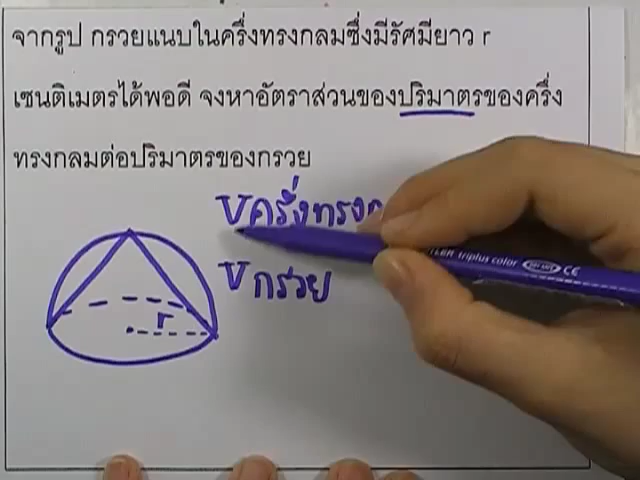 จากรูป กรวยแนบในครึ่งทรงกลมซึ่งมีรัศมียาว r
เซนติเมตรได้พอดี จงหาอัตราส่วนของปริมาตรของครึ่ง
ทรงกลมต่อปริมาตรของกรวย
Vครึ่งทรงก
TLER triplus color CE
Vกรวย
r